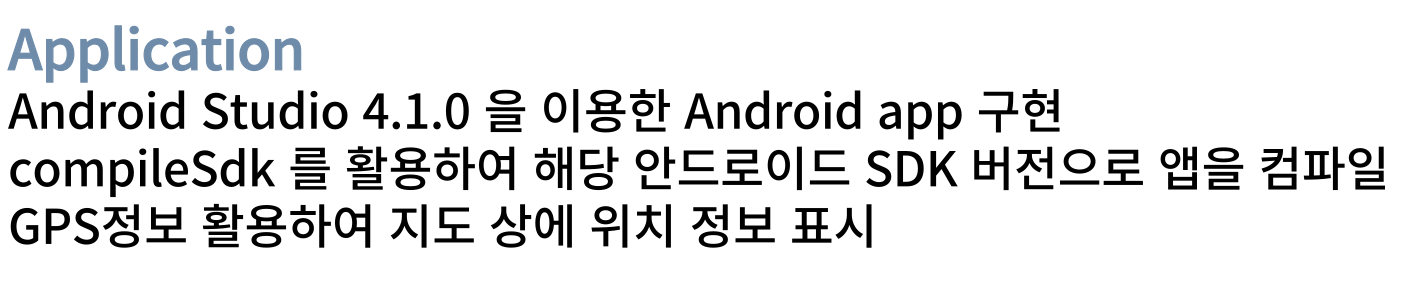 Application
Android Studio 4.1.0 을 이용한 Android app 구현
compileSdk 를 활용하여 해당 안드로이드 SDK 버전으로 앱을 컴파일
GPS정보 활용하여 지도 상에 위치 정보 표시